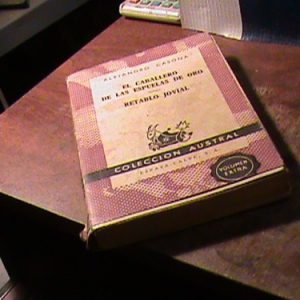 ALEJANDRO CASONA
EL CABALLERO
DE LAS ESPUELAS DE ORO
RETABLO JOVIAL
COLECCIÓN AUSTRAL
ESPASA-CALPE, S. A.
VOLUMEN
EXTRA